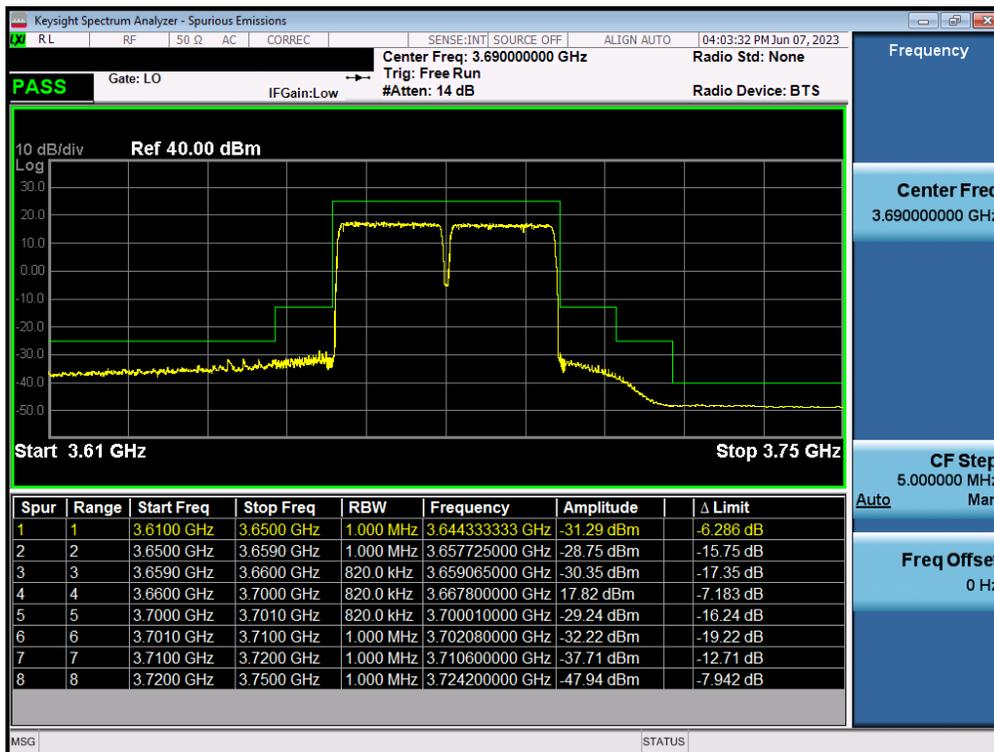 Keysight Spectrum Analyzer - Spurious Emissions
LXI RL RF 50 Ω AC CORREC SENSE:INT SOURCE OFF ALIGN AUTO 04:03:32 PM Jun 07, 2023
Center Freq: 3.690000000 GHz Radio Std: None
PASS Gate: LO Trig: Free Run
IFGain:Low #Atten: 14 dB Radio Device: BTS
10 dB/div Ref 40.00 dBm
Log
30.0
20.0
10.0
0.00
-10.0
-20.0
-30.0
-40.0
-50.0
Start 3.61 GHz Stop 3.75 GHz
Spur Range Start Freq Stop Freq RBW Frequency Amplitude Δ Limit
1 1 3.6100 GHz 3.6500 GHz 1.000 MHz 3.644333333 GHz -31.29 dBm -6.286 dB
2 2 3.6500 GHz 3.6590 GHz 1.000 MHz 3.657725000 GHz -28.75 dBm -15.75 dB
3 3 3.6590 GHz 3.6600 GHz 820.0 kHz 3.659065000 GHz -30.35 dBm -17.35 dB
4 4 3.6600 GHz 3.7000 GHz 820.0 kHz 3.667800000 GHz 17.82 dBm -7.183 dB
5 5 3.7000 GHz 3.7010 GHz 820.0 kHz 3.700010000 GHz -29.24 dBm -16.24 dB
6 6 3.7010 GHz 3.7100 GHz 1.000 MHz 3.702080000 GHz -32.22 dBm -19.22 dB
7 7 3.7100 GHz 3.7200 GHz 1.000 MHz 3.710600000 GHz -37.71 dBm -12.71 dB
8 8 3.7200 GHz 3.7500 GHz 1.000 MHz 3.724200000 GHz -47.94 dBm -7.942 dB
MSG STATUS
Frequency
Center Freq
3.690000000 GHz
CF Step
5.000000 MHz
Auto Man
Freq Offset
0 Hz